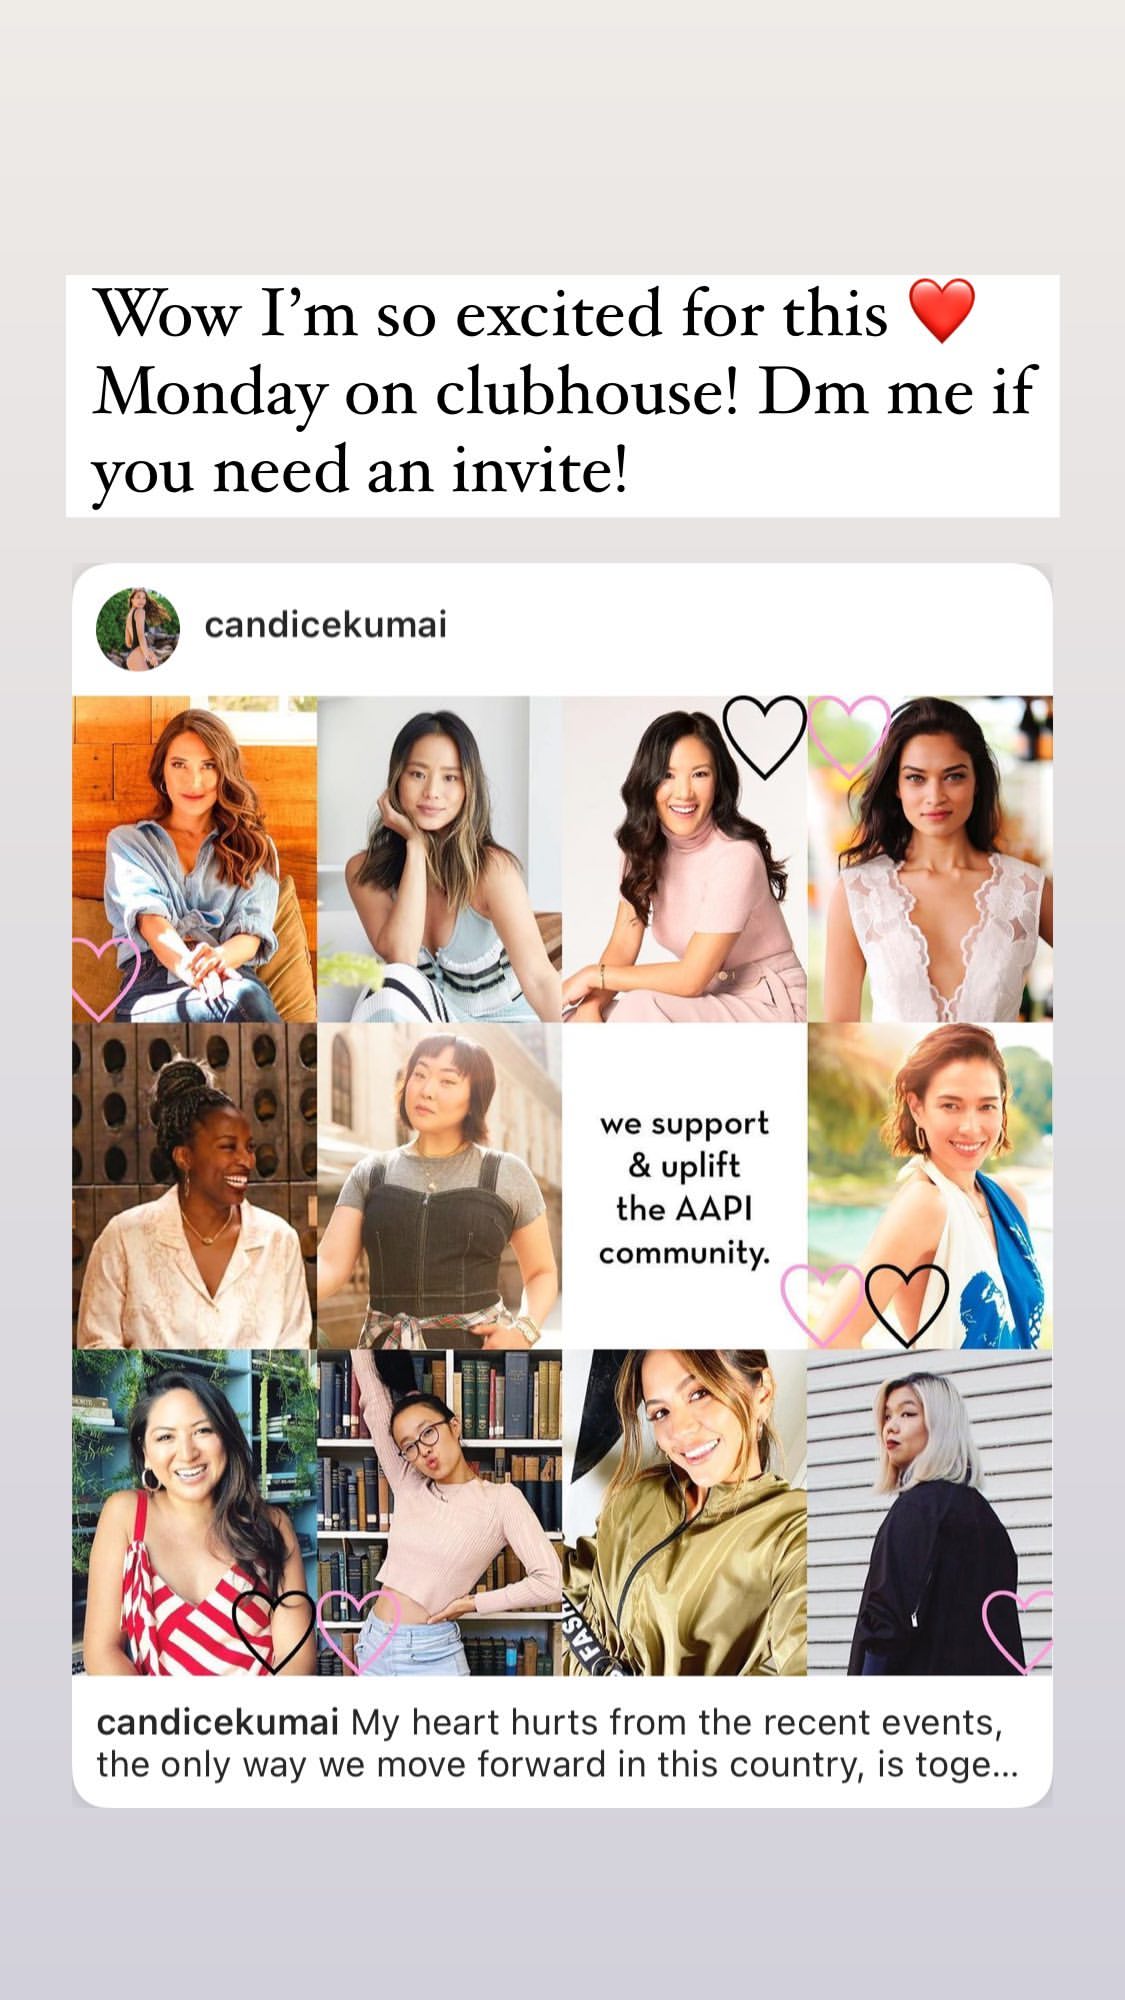 Wow I’m so excited for this ❤️
Monday on clubhouse! Dm me if
you need an invite!
candicekumai
we support
& uplift
the AAPI
community.
FASH
candicekumai My heart hurts from the recent events,
the only way we move forward in this country, is toge...